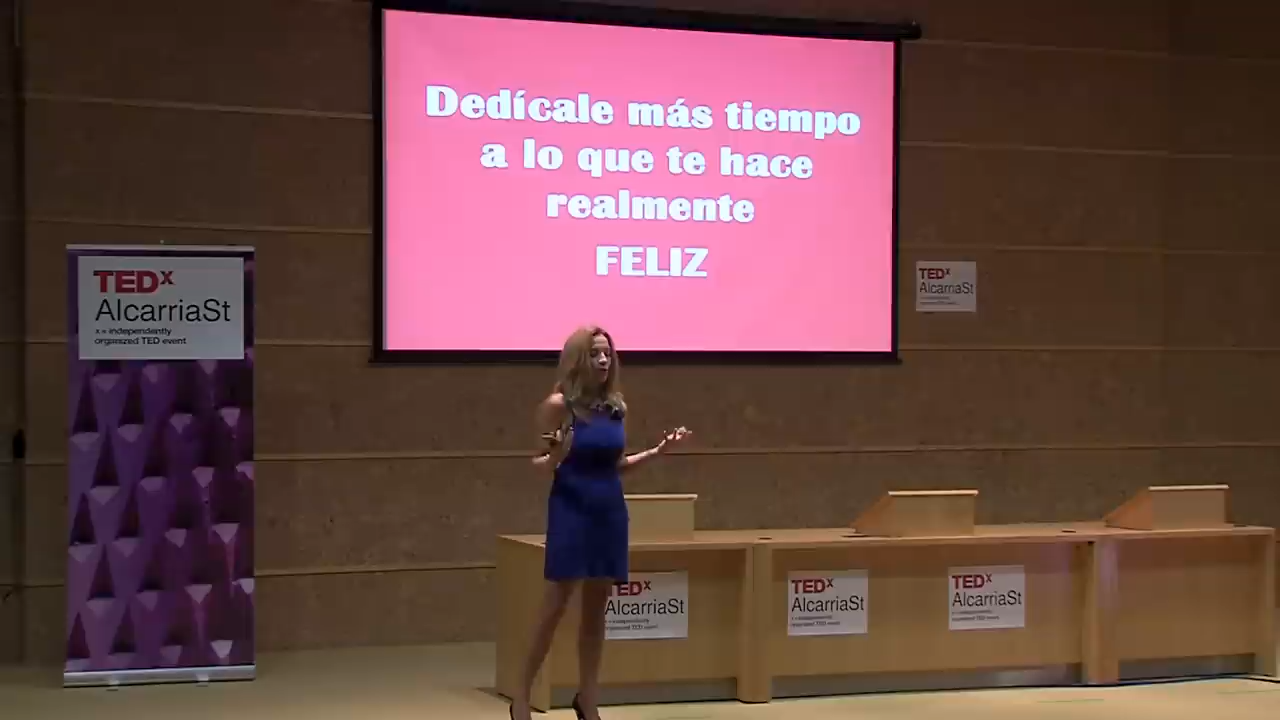 Dedícale más tiempo
a lo que te hace
realmente
FELIZ
TEDx
AlcarriaSt
x = independently
organized TED event
TEDx
AlcarriaSt
TEDx
AlcarriaSt
TEDx
AlcarriaSt
TEDx
AlcarriaSt